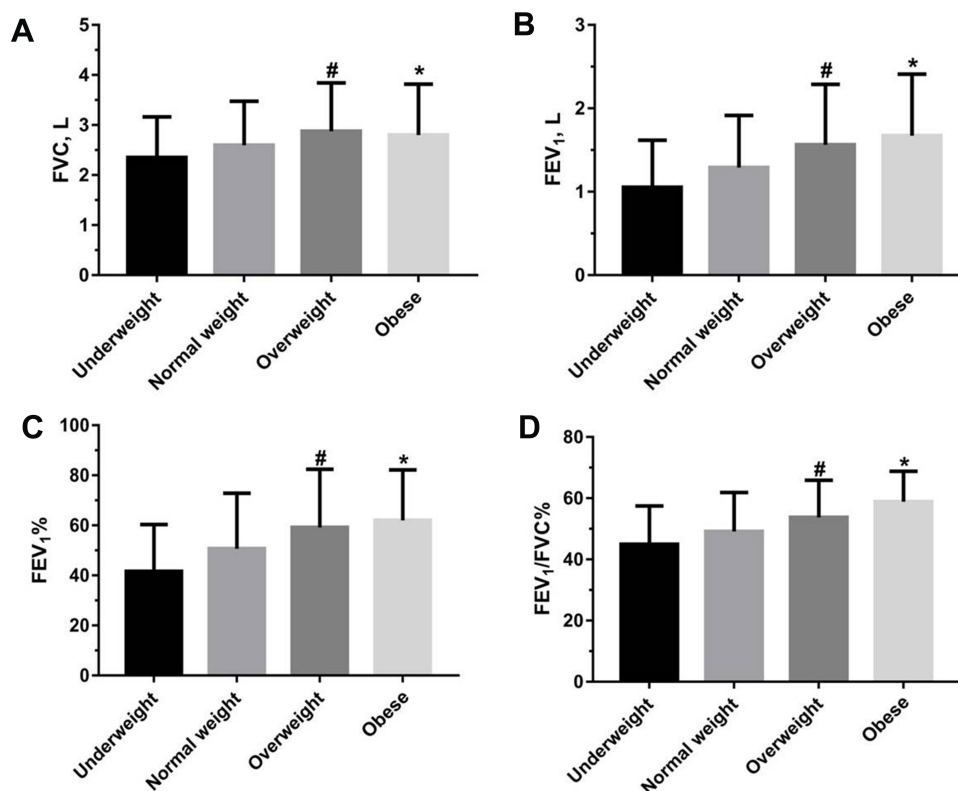 A
FVC, L
5
4
3
2
1
0
#
*
Underweight
Normal weight
Overweight
Obese
B
FEV₁, L
3
2
1
0
#
*
Underweight
Normal weight
Overweight
Obese
C
FEV₁%
100
80
60
40
20
0
#
*
Underweight
Normal weight
Overweight
Obese
D
FEV₁/FVC%
80
60
40
20
0
#
*
Underweight
Normal weight
Overweight
Obese